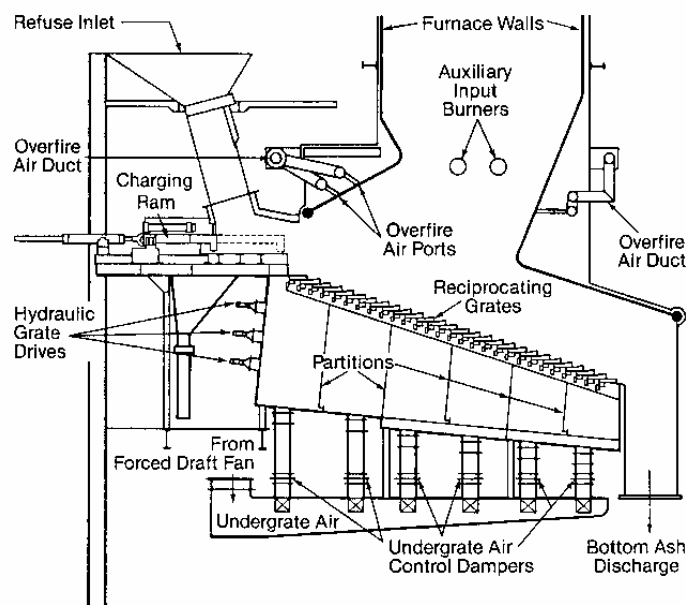 Refuse Inlet
Furnace Walls
Auxiliary
Input
Burners
Overfire
Air Duct
Charging
Ram
Overfire
Air Ports
Overfire
Air Duct
Reciprocating
Grates
Hydraulic
Grate
Drives
Partitions
From
Forced Draft Fan
Undergrate Air
Undergrate Air
Control Dampers
Bottom Ash
Discharge